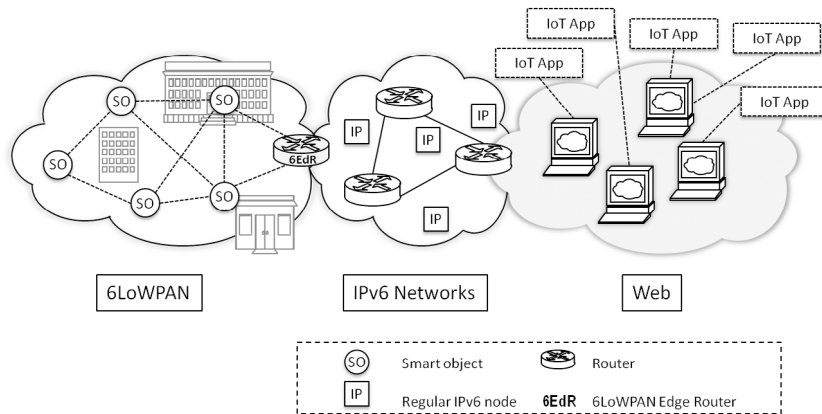 IoT App
IoT App
IoT App
IoT App
IoT App
SO
SO
SO
SO
SO
6EdR
IP
IP
IP
IP
6LoWPAN
IPv6 Networks
Web
SO Smart object
Router
IP Regular IPv6 node
6EdR 6LoWPAN Edge Router